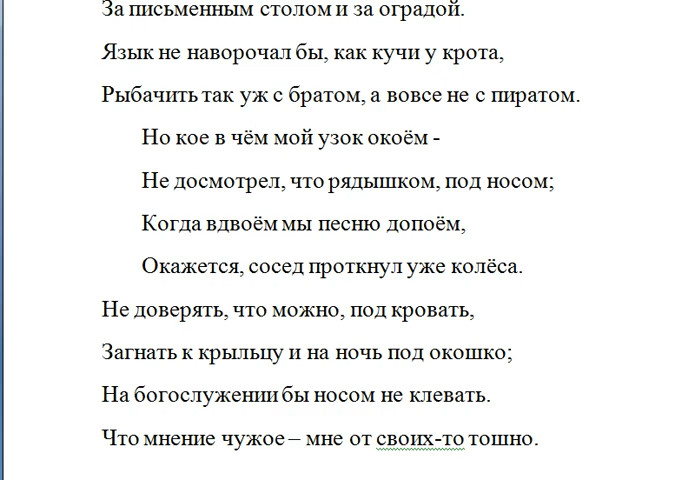 За письменным столом и за оградой.
Язык не наворочал бы, как кучи у крота,
Рыбачить так уж с братом, а вовсе не с пиратом.
Но кое в чём мой узок окоём -
Не досмотрел, что рядышком, под носом;
Когда вдвоём мы песню допоём,
Окажется, сосед проткнул уже колёса.
Не доверять, что можно, под кровать,
Загнать к крыльцу и на ночь под окошко;
На богослужении бы носом не клевать.
Что мнение чужое – мне от своих-то тошно.